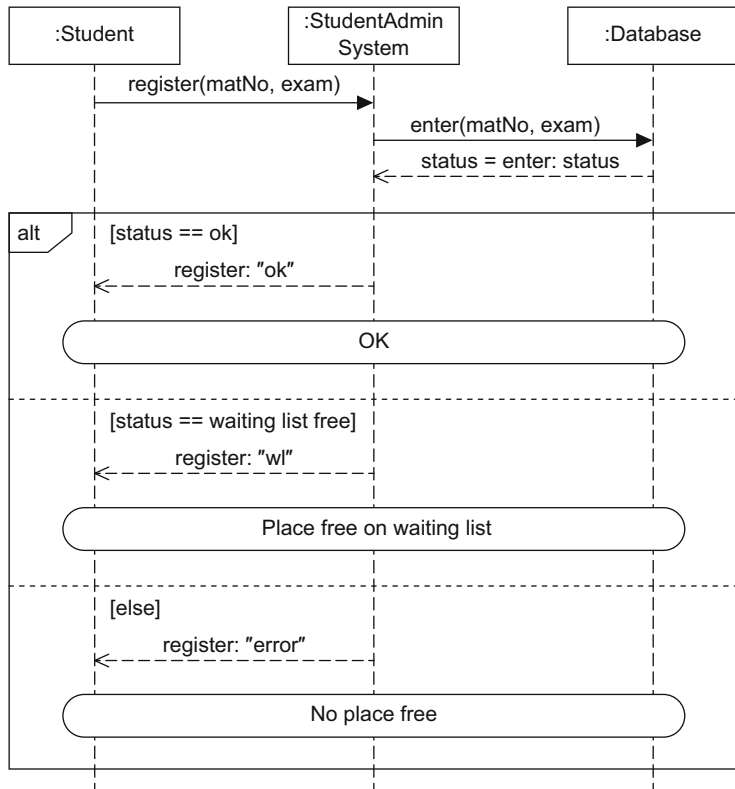 :Student
:StudentAdmin
System
:Database
register(matNo, exam)
enter(matNo, exam)
status = enter: status
alt
[status == ok]
register: "ok"
OK
[status == waiting list free]
register: "wl"
Place free on waiting list
[else]
register: "error"
No place free